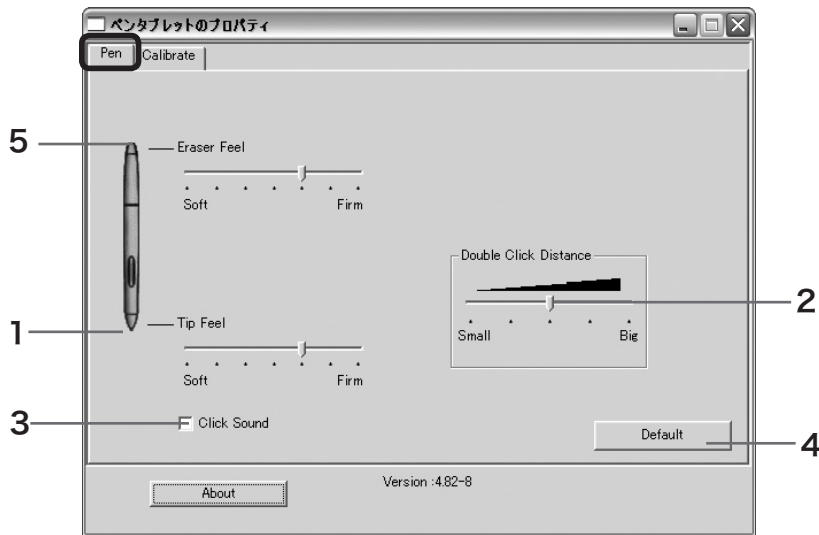 ペンタブレットのプロパティ
Pen
Calibrate
5
Eraser Feel
Soft
Firm
Double Click Distance
2
Small
Big
1
Tip Feel
Soft
Firm
3
Click Sound
Default
4
About
Version :4.82-8